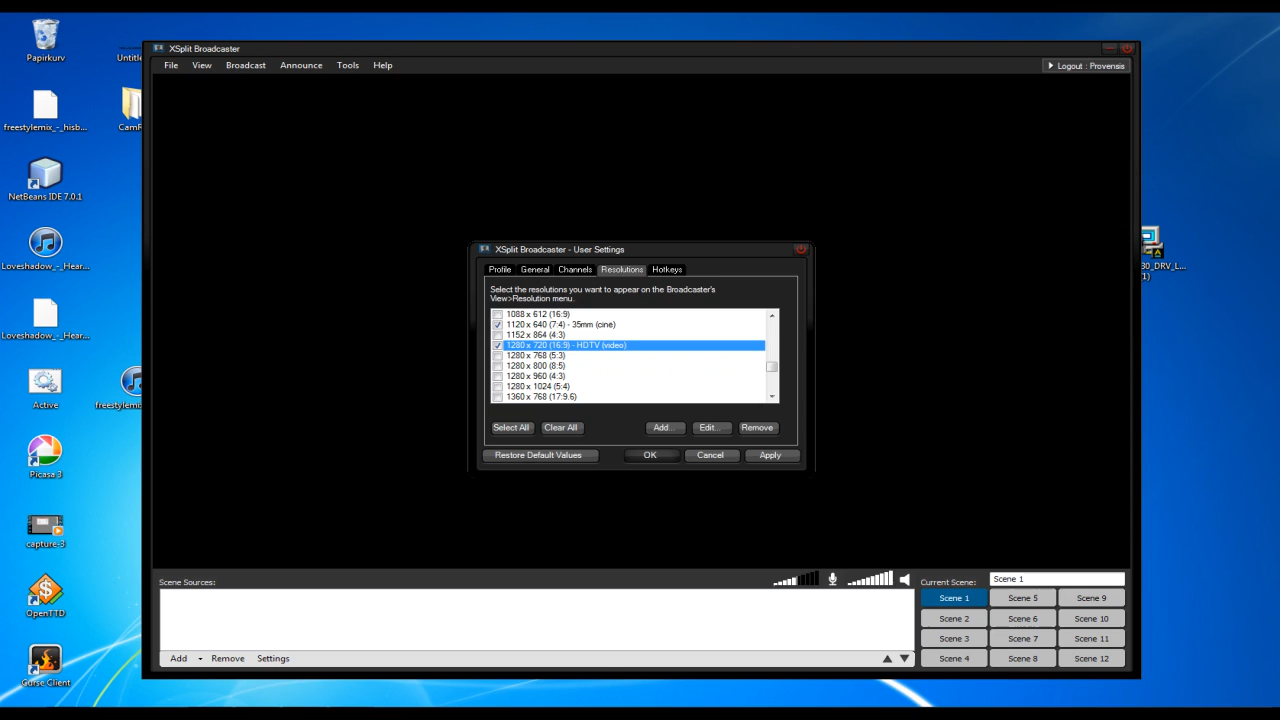 Papirkurv
Untitle
freestylemix_-_hisb...
CamR
NetBeans IDE 7.0.1
Loveshadow_-_Hear...
Loveshadow_-_Hear...
Active
freestylemix
Picasa 3
capture-3
OpenTTD
Curse Client
30_DRV_L...
(1)
XSplit Broadcaster
File View Broadcast Announce Tools Help
Logout : Provensis
XSplit Broadcaster - User Settings
Profile General Channels Resolutions Hotkeys
Select the resolutions you want to appear on the Broadcaster's
View>Resolution menu.
1088 x 612 (16:9)
1120 x 640 (7:4) - 35mm (cine)
1152 x 864 (4:3)
1280 x 720 (16:9) - HDTV (video)
1280 x 768 (5:3)
1280 x 800 (8:5)
1280 x 960 (4:3)
1280 x 1024 (5:4)
1360 x 768 (17:9.6)
Select All Clear All Add... Edit... Remove
Restore Default Values OK Cancel Apply
Scene Sources:
Add Remove Settings
Current Scene: Scene 1
Scene 1 Scene 5 Scene 9
Scene 2 Scene 6 Scene 10
Scene 3 Scene 7 Scene 11
Scene 4 Scene 8 Scene 12